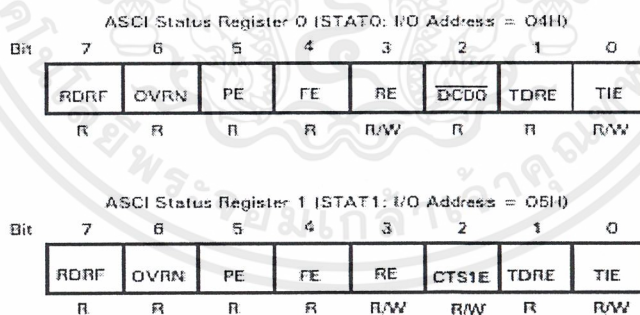 ASCI Status Register 0 (STAT0: I/O Address = 04H)
Bit 7 6 5 4 3 2 1 0
RDRF OVRN PE FE RE DCD0 TDRE TIE
R R R R R/W R R R/W
ASCI Status Register 1 (STAT1: I/O Address = 05H)
Bit 7 6 5 4 3 2 1 0
RDRF OVRN PE FE RE CTS1E TDRE TIE
R R R R R/W R/W R R/W